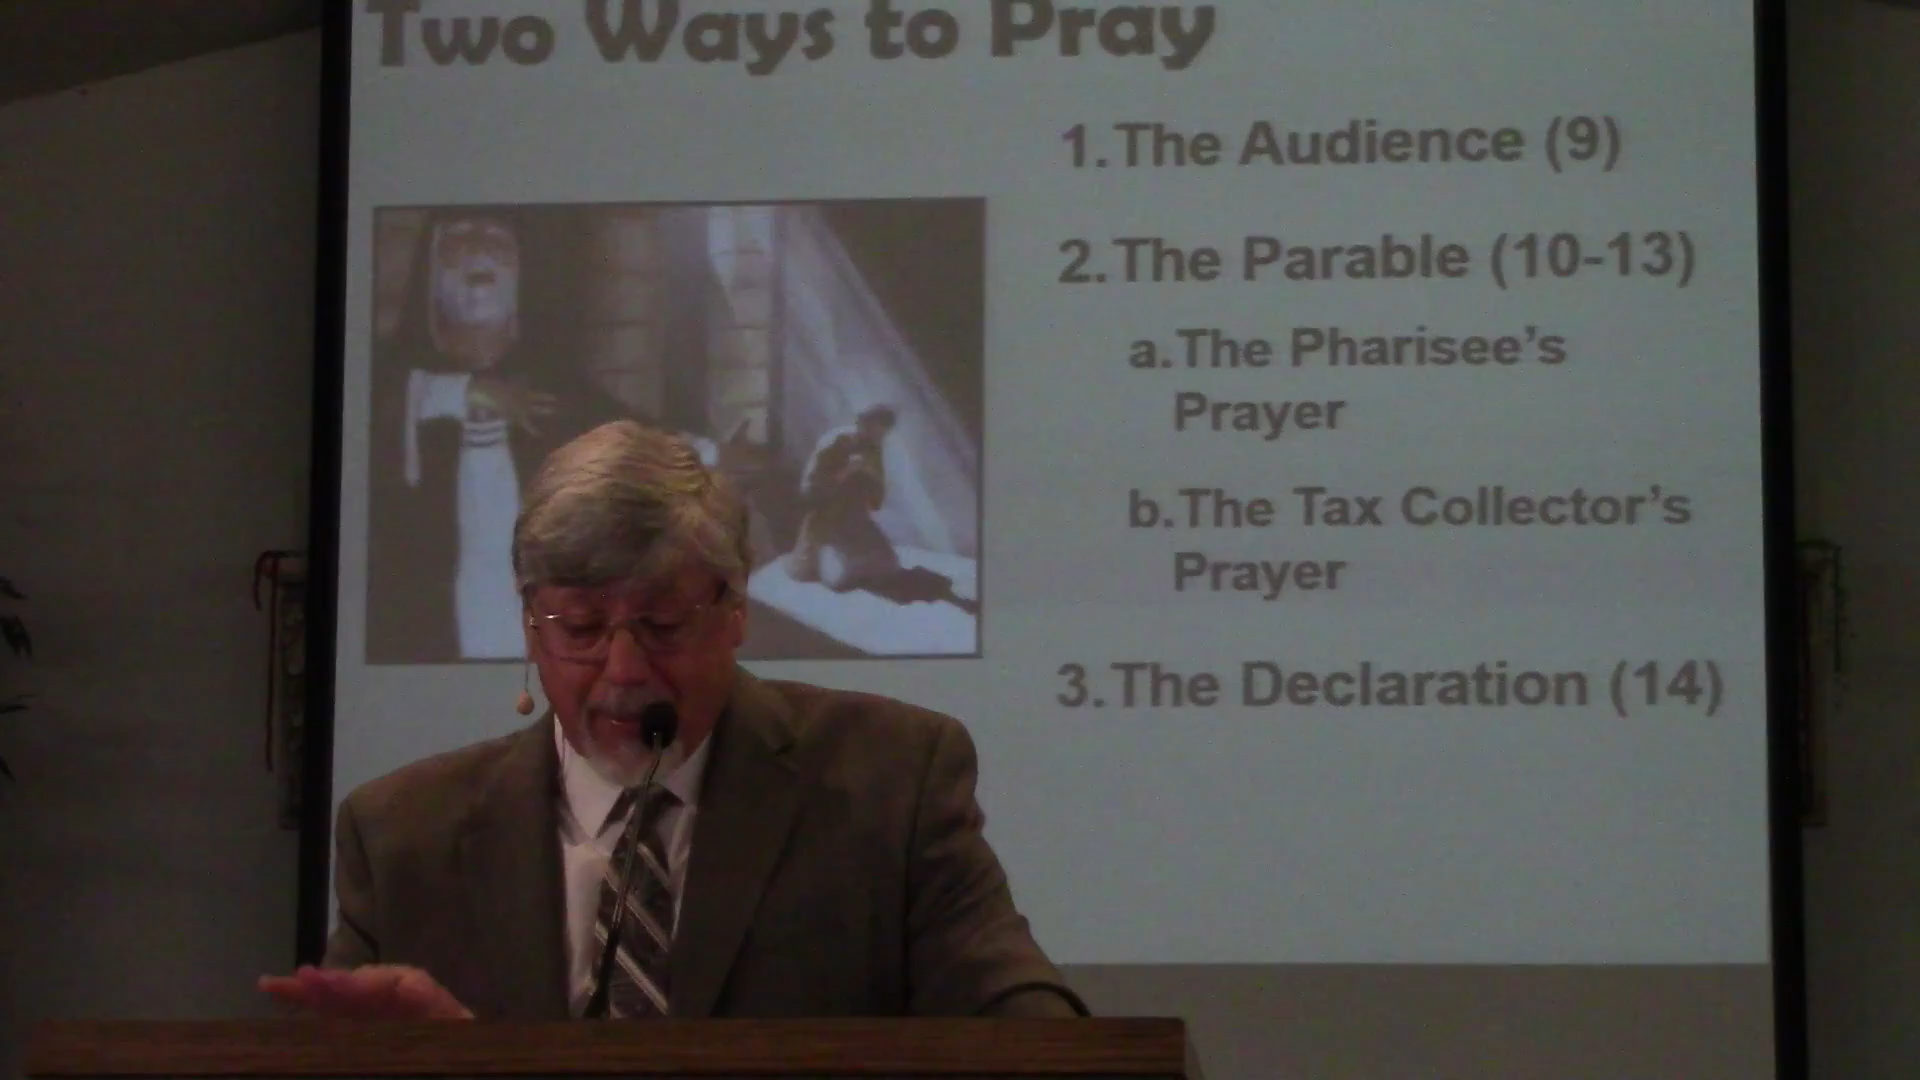 Two Ways to Pray
1. The Audience (9)
2. The Parable (10-13)
a. The Pharisee’s
Prayer
b. The Tax Collector’s
Prayer
3. The Declaration (14)